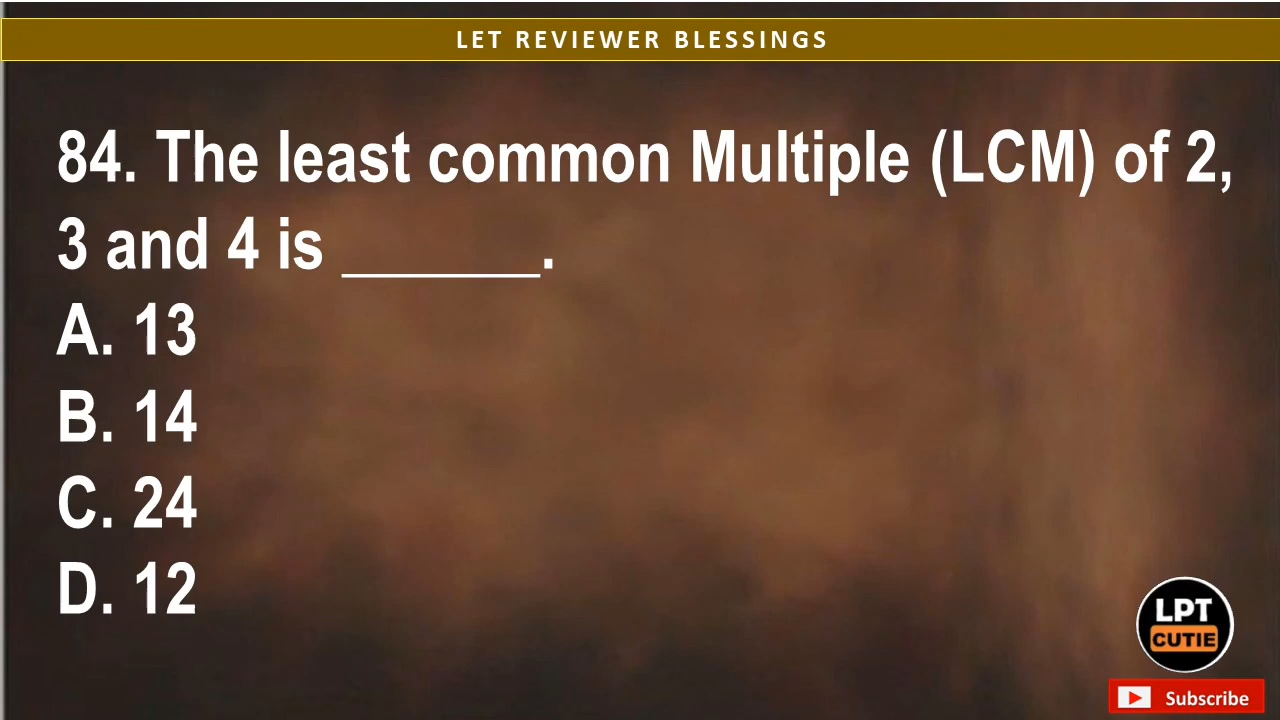 LET REVIEWER BLESSINGS
84. The least common Multiple (LCM) of 2,
3 and 4 is _______.
A. 13
B. 14
C. 24
D. 12
LPT
CUTIE
Subscribe